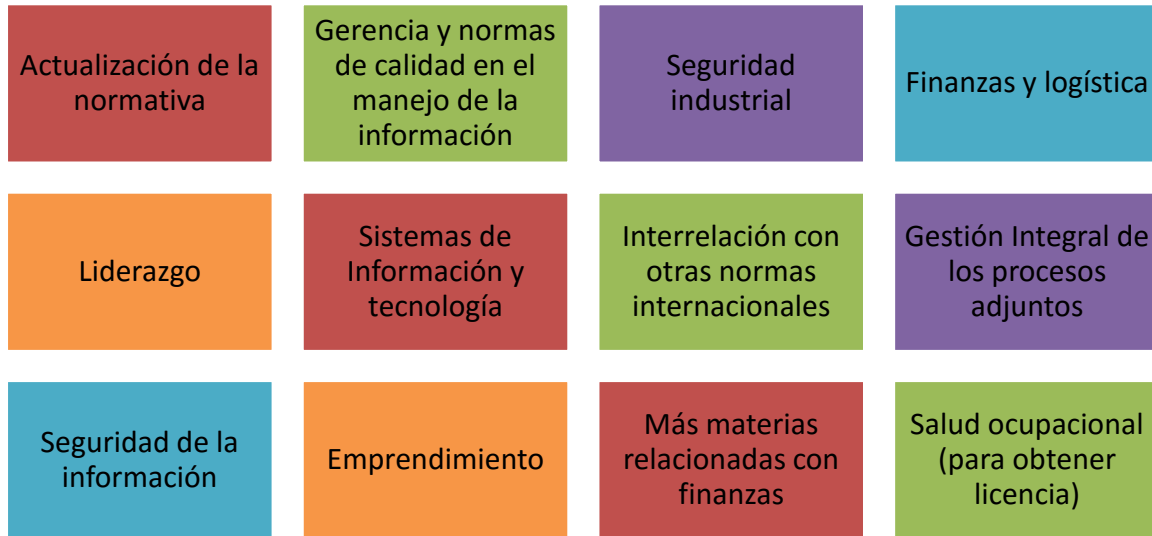 Actualización de la
normativa
Gerencia y normas
de calidad en el
manejo de la
información
Seguridad
industrial
Finanzas y logística
Liderazgo
Sistemas de
Información y
tecnología
Interrelación con
otras normas
internacionales
Gestión Integral de
los procesos
adjuntos
Seguridad de la
información
Emprendimiento
Más materias
relacionadas con
finanzas
Salud ocupacional
(para obtener
licencia)